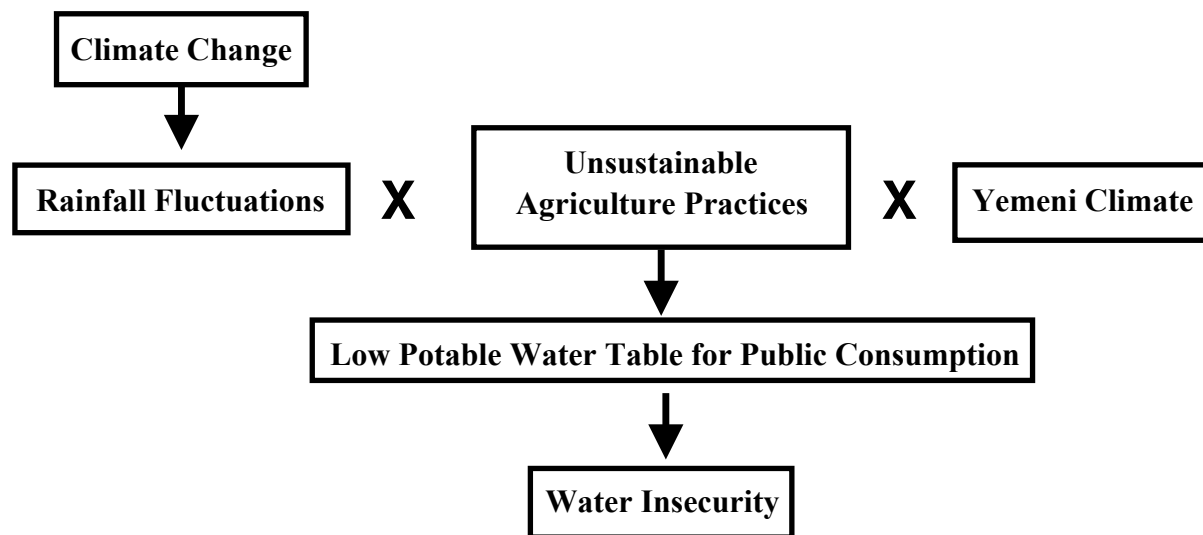 Climate Change
Rainfall Fluctuations
X
Unsustainable
Agriculture Practices
X
Yemeni Climate
Low Potable Water Table for Public Consumption
Water Insecurity